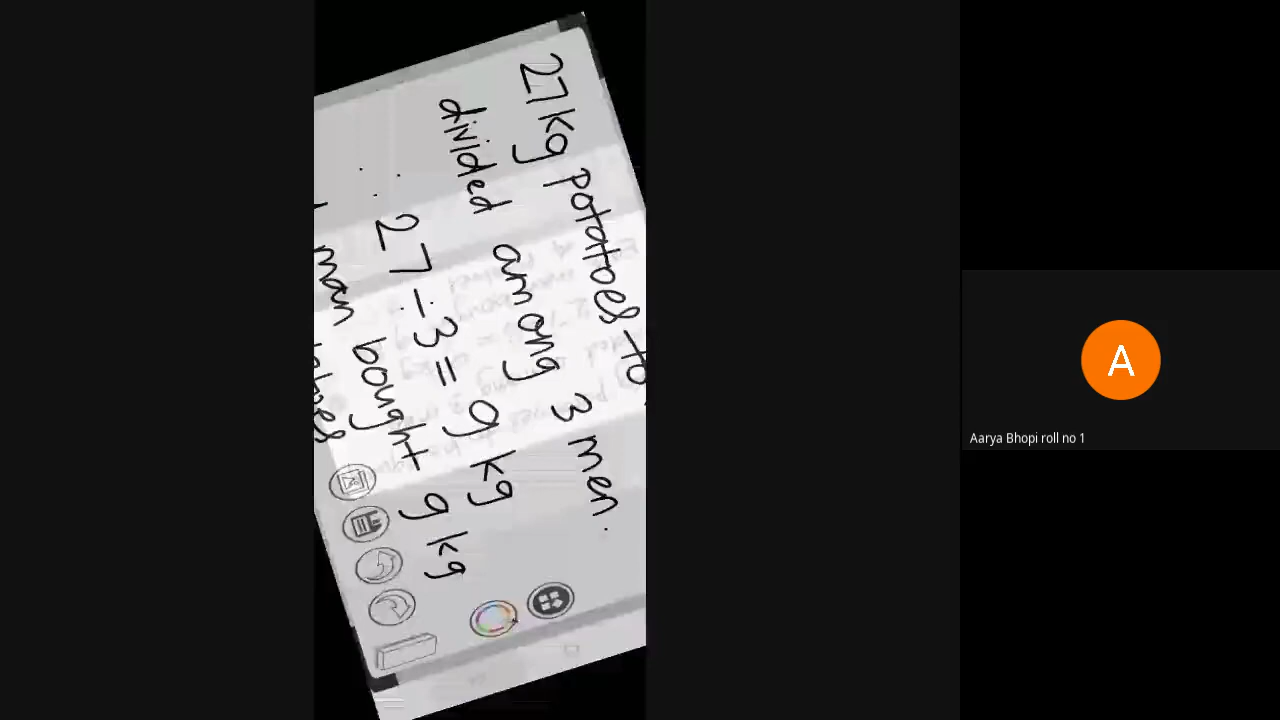 27 kg potatoes to
divided among 3 men.
∴ 27 ÷ 3 = 9 kg
man bought 9 kg
Aarya Bhopi roll no 1
A